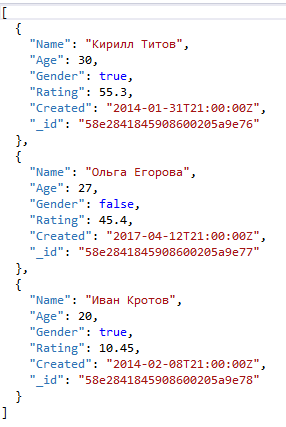 [
  {
    "Name": "Кирилл Титов",
    "Age": 30,
    "Gender": true,
    "Rating": 55.3,
    "Created": "2014-01-31T21:00:00Z",
    "_id": "58e2841845908600205a9e76"
  },
  {
    "Name": "Ольга Егорова",
    "Age": 27,
    "Gender": false,
    "Rating": 45.4,
    "Created": "2017-04-12T21:00:00Z",
    "_id": "58e2841845908600205a9e77"
  },
  {
    "Name": "Иван Кротов",
    "Age": 20,
    "Gender": true,
    "Rating": 10.45,
    "Created": "2014-02-08T21:00:00Z",
    "_id": "58e2841845908600205a9e78"
  }
]